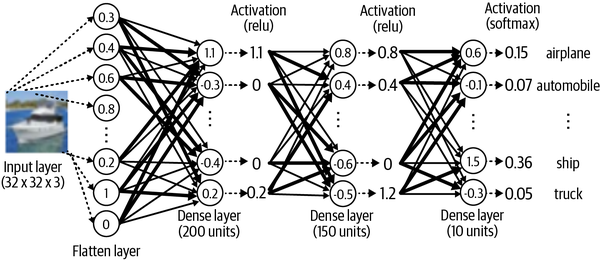 Activation (relu)
Activation (relu)
Activation (softmax)
0.3
0.4
0.6
0.8
⋮
0.2
1
0
1.1
-0.3
⋮
-0.4
0.2
1.1
0
0
0.2
0.8
0.4
⋮
-0.6
-0.5
0.8
0.4
0
1.2
0.6
-0.1
⋮
1.5
-0.3
0.15 airplane
0.07 automobile
⋮
0.36 ship
0.05 truck
Input layer
(32 x 32 x 3)
Flatten layer
Dense layer
(200 units)
Dense layer
(150 units)
Dense layer
(10 units)